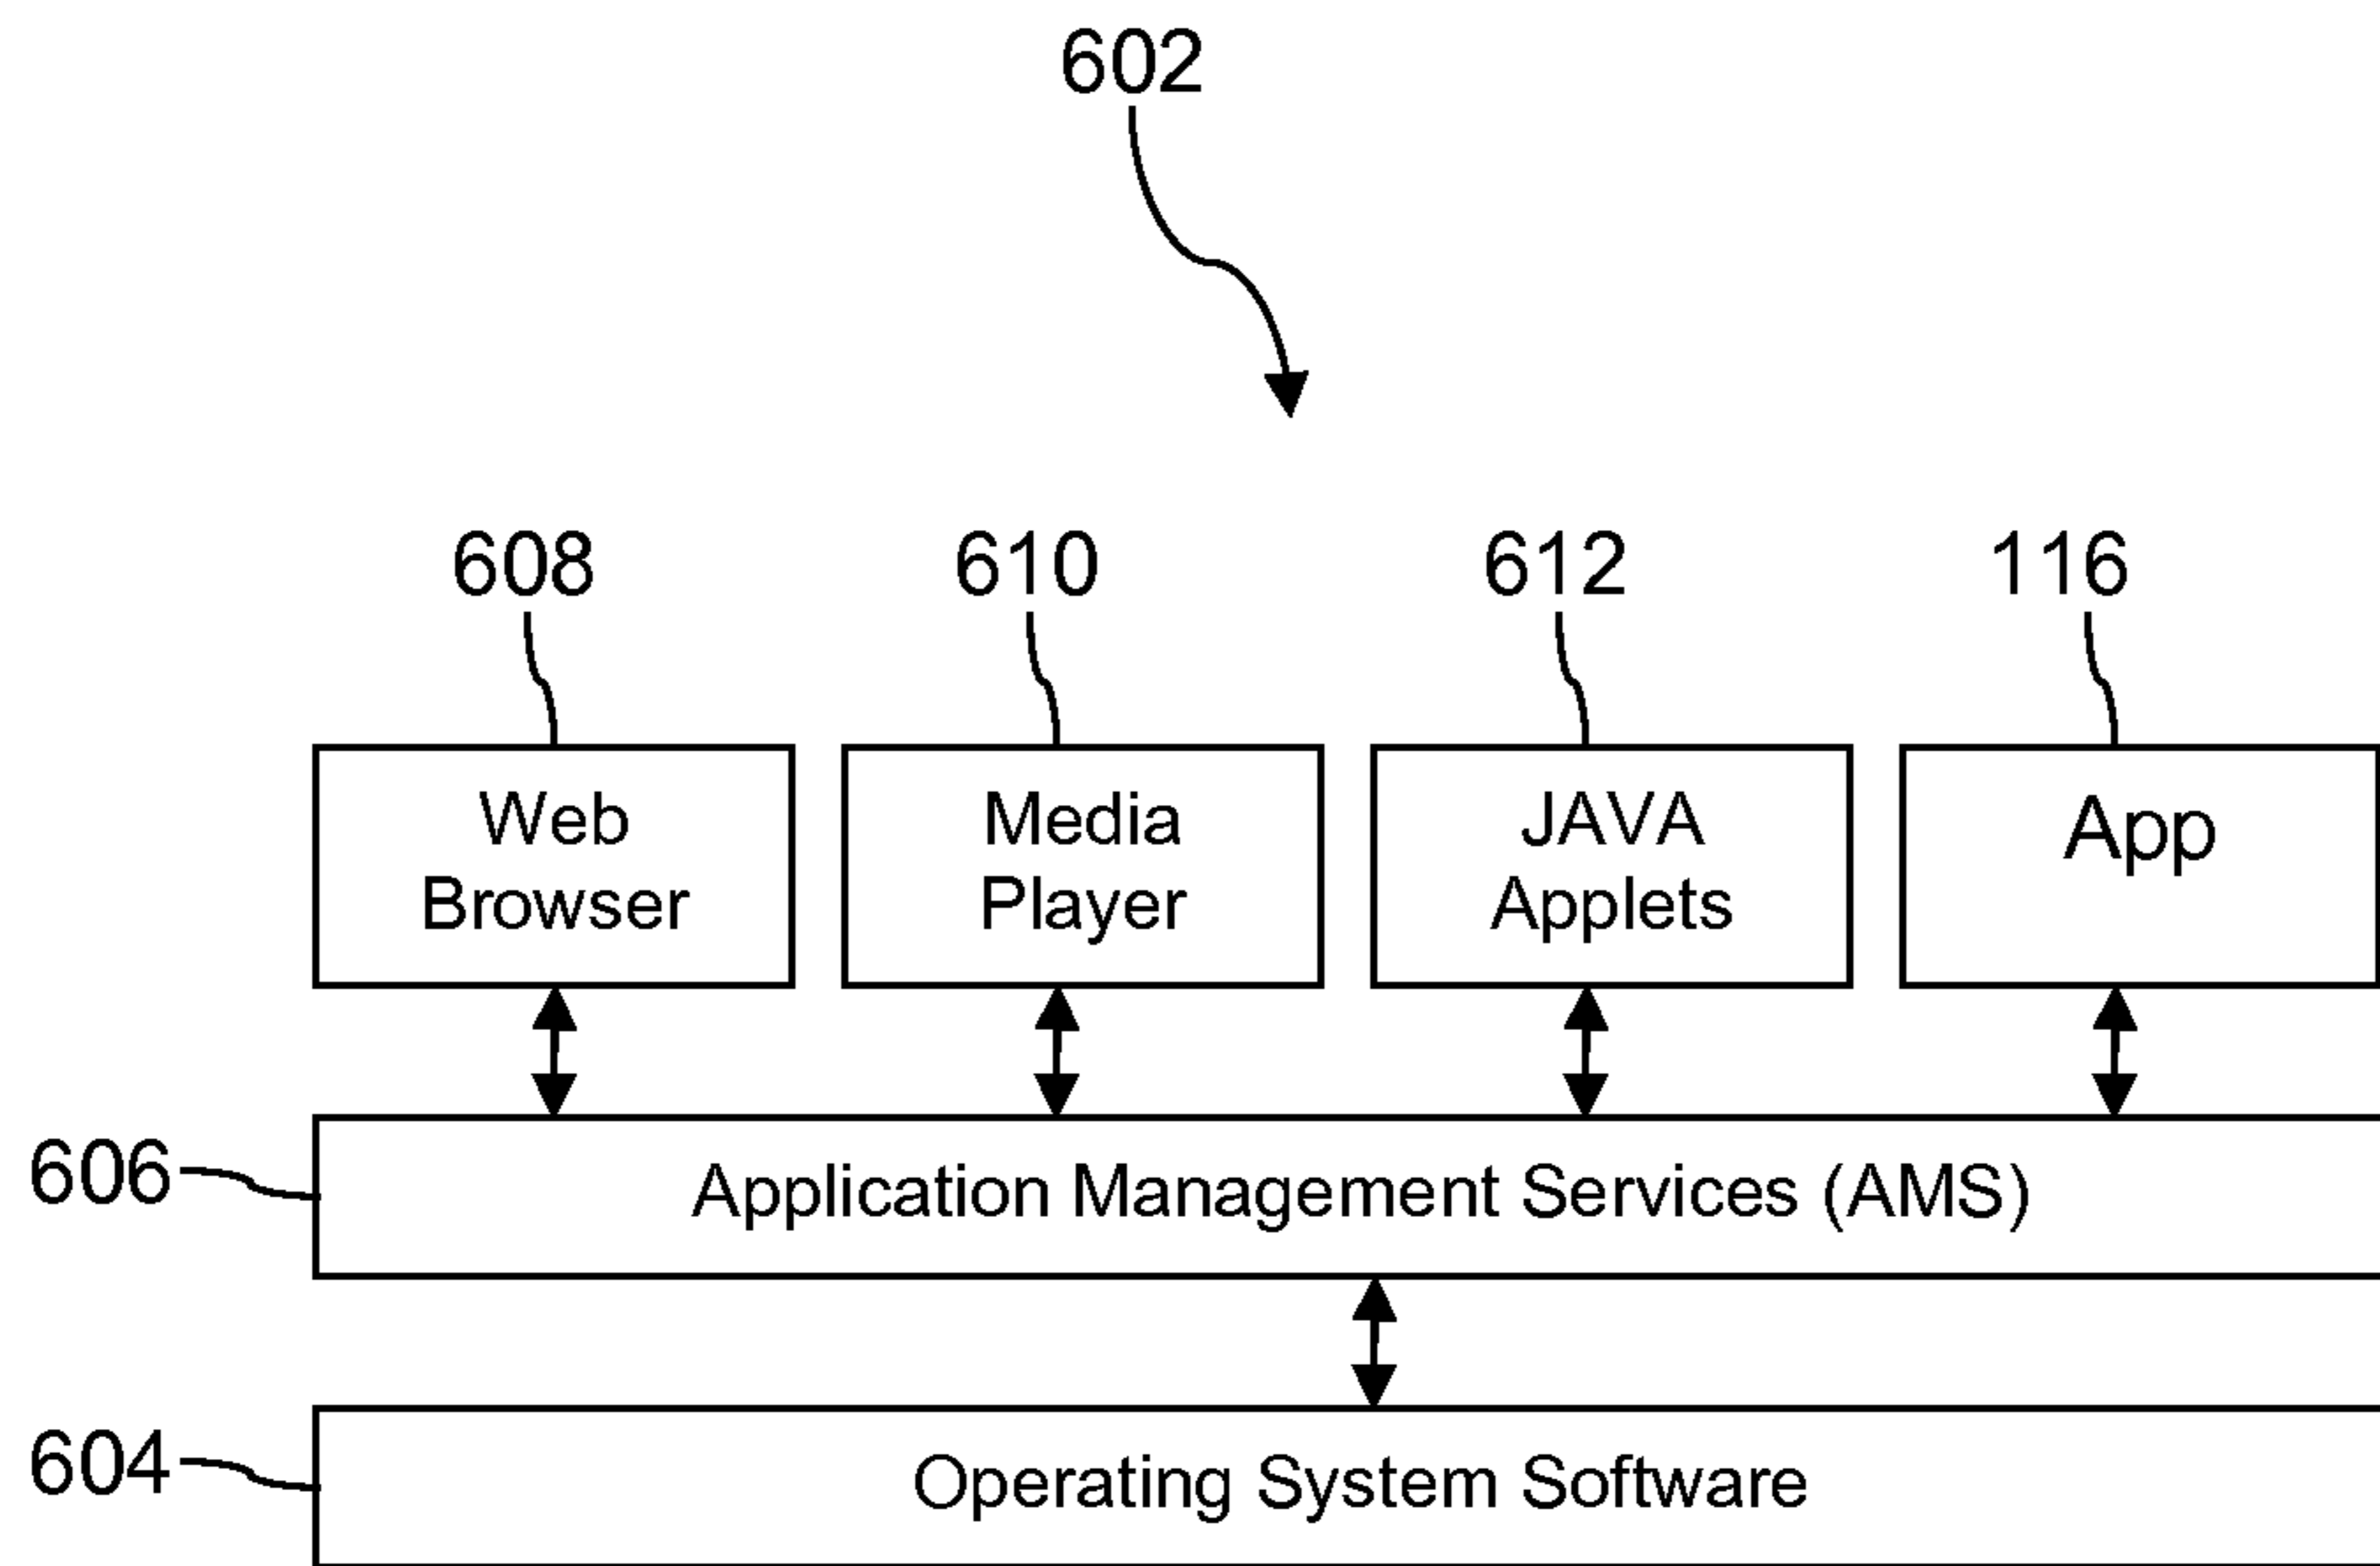 602
608
610
612
116
Web
Browser
Media
Player
JAVA
Applets
App
606
Application Management Services (AMS)
604
Operating System Software